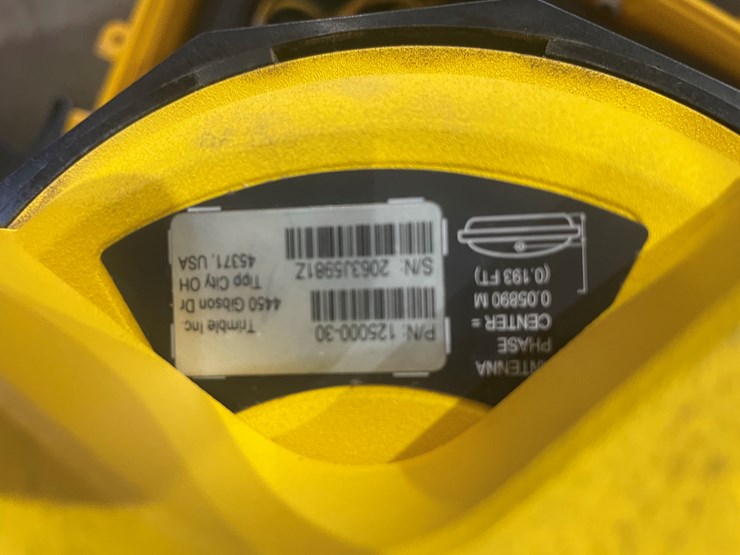 P/N: 125000-30
S/N: 2063J5981Z
Trimble Inc.
4450 Gibson Dr
Tipp City OH
45371, USA
ANTENNA
PHASE
CENTER =
0.05890 M
(0.193 FT)